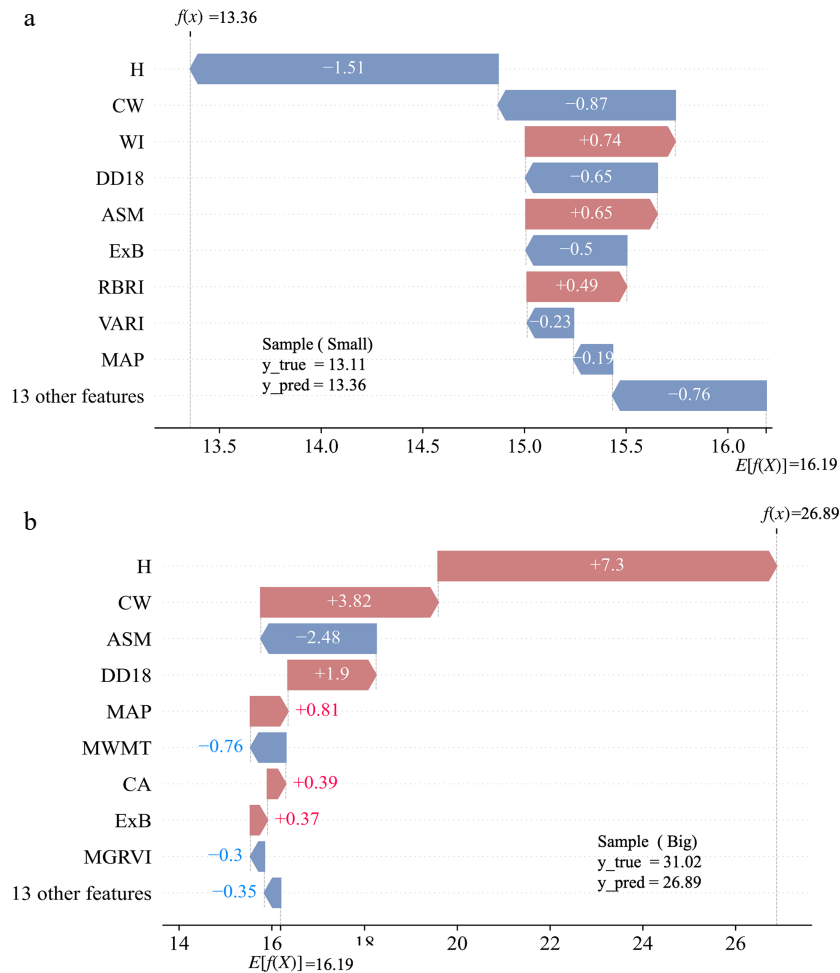 a
f(x) =13.36
H
−1.51
CW
−0.87
WI
+0.74
DD18
−0.65
ASM
+0.65
ExB
−0.5
RBRI
+0.49
VARI
−0.23
MAP
−0.19
13 other features
−0.76
Sample ( Small)
y_true = 13.11
y_pred = 13.36
13.5 14.0 14.5 15.0 15.5 16.0
E[f(X)]=16.19
b
f(x)=26.89
H
+7.3
CW
+3.82
ASM
−2.48
DD18
+1.9
MAP
+0.81
MWMT
−0.76
CA
+0.39
ExB
+0.37
MGRVI
−0.3
13 other features
−0.35
Sample ( Big)
y_true = 31.02
y_pred = 26.89
14 16 18 20 22 24 26
E[f(X)]=16.19